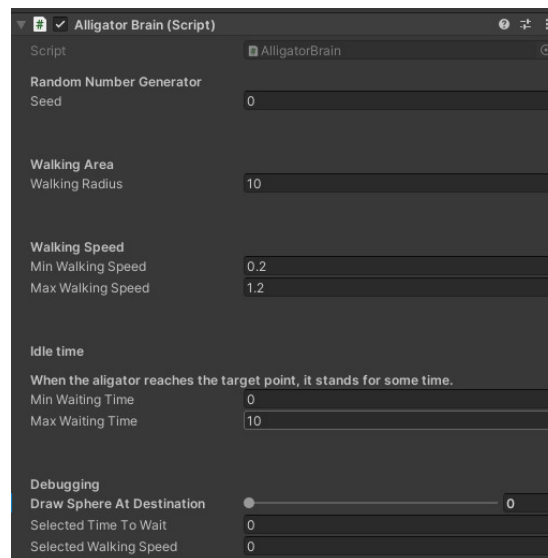 Alligator Brain (Script)
Script AlligatorBrain
Random Number Generator
Seed 0
Walking Area
Walking Radius 10
Walking Speed
Min Walking Speed 0.2
Max Walking Speed 1.2
Idle time
When the aligator reaches the target point, it stands for some time.
Min Waiting Time 0
Max Waiting Time 10
Debugging
Draw Sphere At Destination 0
Selected Time To Wait 0
Selected Walking Speed 0